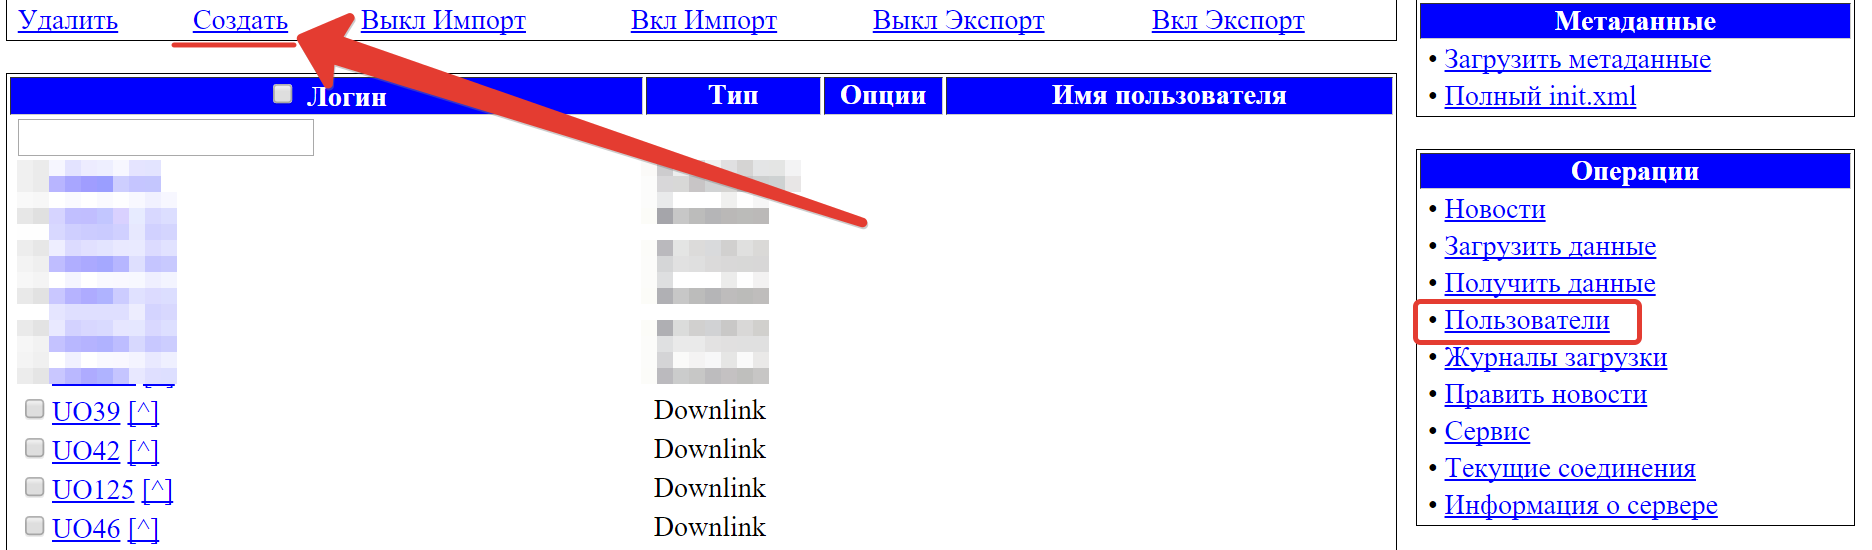 Удалить Создать Выкл Импорт Вкл Импорт Выкл Экспорт Вкл Экспорт
Логин Тип Опции Имя пользователя
UO39 [^] Downlink
UO42 [^] Downlink
UO125 [^] Downlink
UO46 [^] Downlink
Метаданные
• Загрузить метаданные
• Полный init.xml
Операции
• Новости
• Загрузить данные
• Получить данные
• Пользователи
• Журналы загрузки
• Править новости
• Сервис
• Текущие соединения
• Информация о сервере